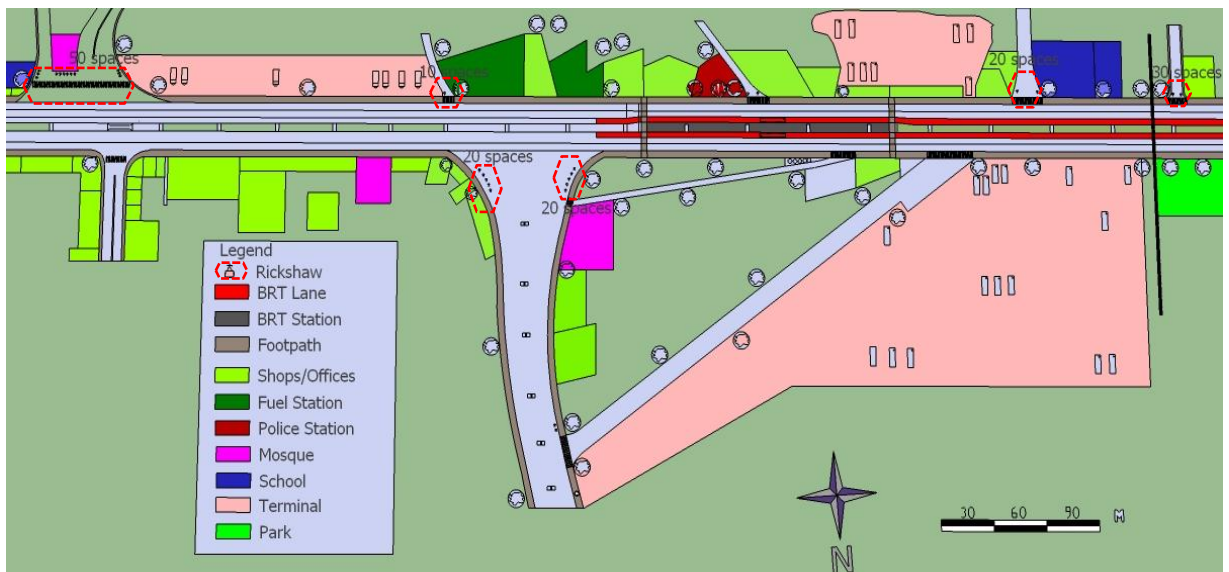 50 spaces
10 spaces
20 spaces
30 spaces
20 spaces
20 spaces
Legend
Rickshaw
BRT Lane
BRT Station
Footpath
Shops/Offices
Fuel Station
Police Station
Mosque
School
Terminal
Park
30 60 90 M
N